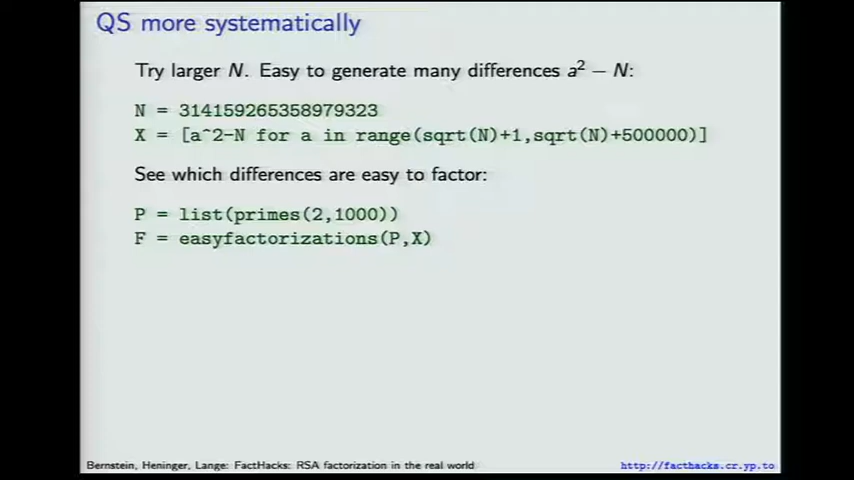 QS more systematically
Try larger N. Easy to generate many differences a² − N:
N = 314159265358979323
X = [a^2-N for a in range(sqrt(N)+1,sqrt(N)+500000)]
See which differences are easy to factor:
P = list(primes(2,1000))
F = easyfactorizations(P,X)
Bernstein, Heninger, Lange: FactHacks: RSA factorization in the real world
http://facthacks.cr.yp.to